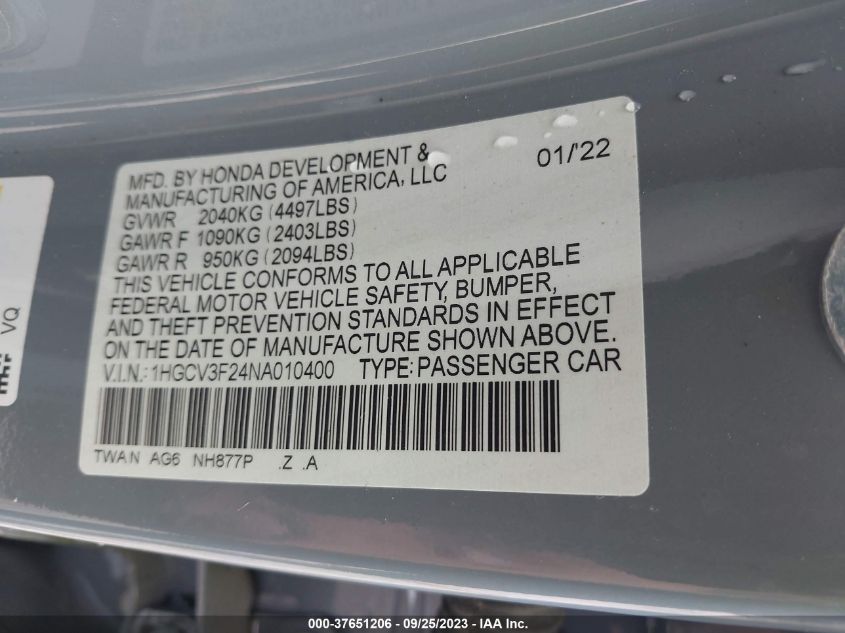 MFD. BY HONDA DEVELOPMENT &
MANUFACTURING OF AMERICA, LLC
01/'22
GVWR 2040KG (4497LBS)
GAWR F 1090KG (2403LBS)
GAWR R 950KG (2094LBS)
THIS VEHICLE CONFORMS TO ALL APPLICABLE
FEDERAL MOTOR VEHICLE SAFETY, BUMPER,
AND THEFT PREVENTION STANDARDS IN EFFECT
ON THE DATE OF MANUFACTURE SHOWN ABOVE.
V.I.N.: 1HGCV3F24NA010400 TYPE: PASSENGER CAR
TWAN AG6 NH877P .Z .A
VQ
000-37651206 - 09/25/2023 - IAA Inc.